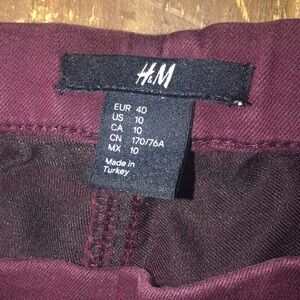 H&M
EUR 40
US 10
CA 10
CN 170/76A
MX 10
Made in
Turkey